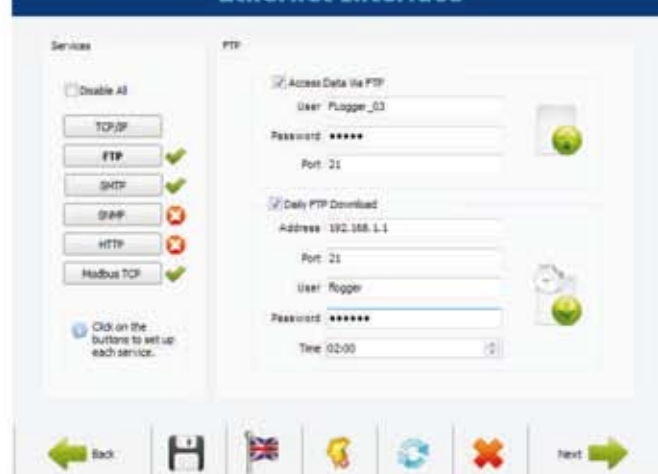 Ethernet Interface
Services
Disable All
TCP/IP
FTP
SMTP
SNMP
HTTP
Modbus TCP
Click on the
buttons to set up
each service.
FTP
Access Data Via FTP
User FLogger_03
Password •••••
Port 21
Daily FTP Download
Address 192.168.1.1
Port 21
User flogger
Password ••••••
Time 02:00
Back
Next